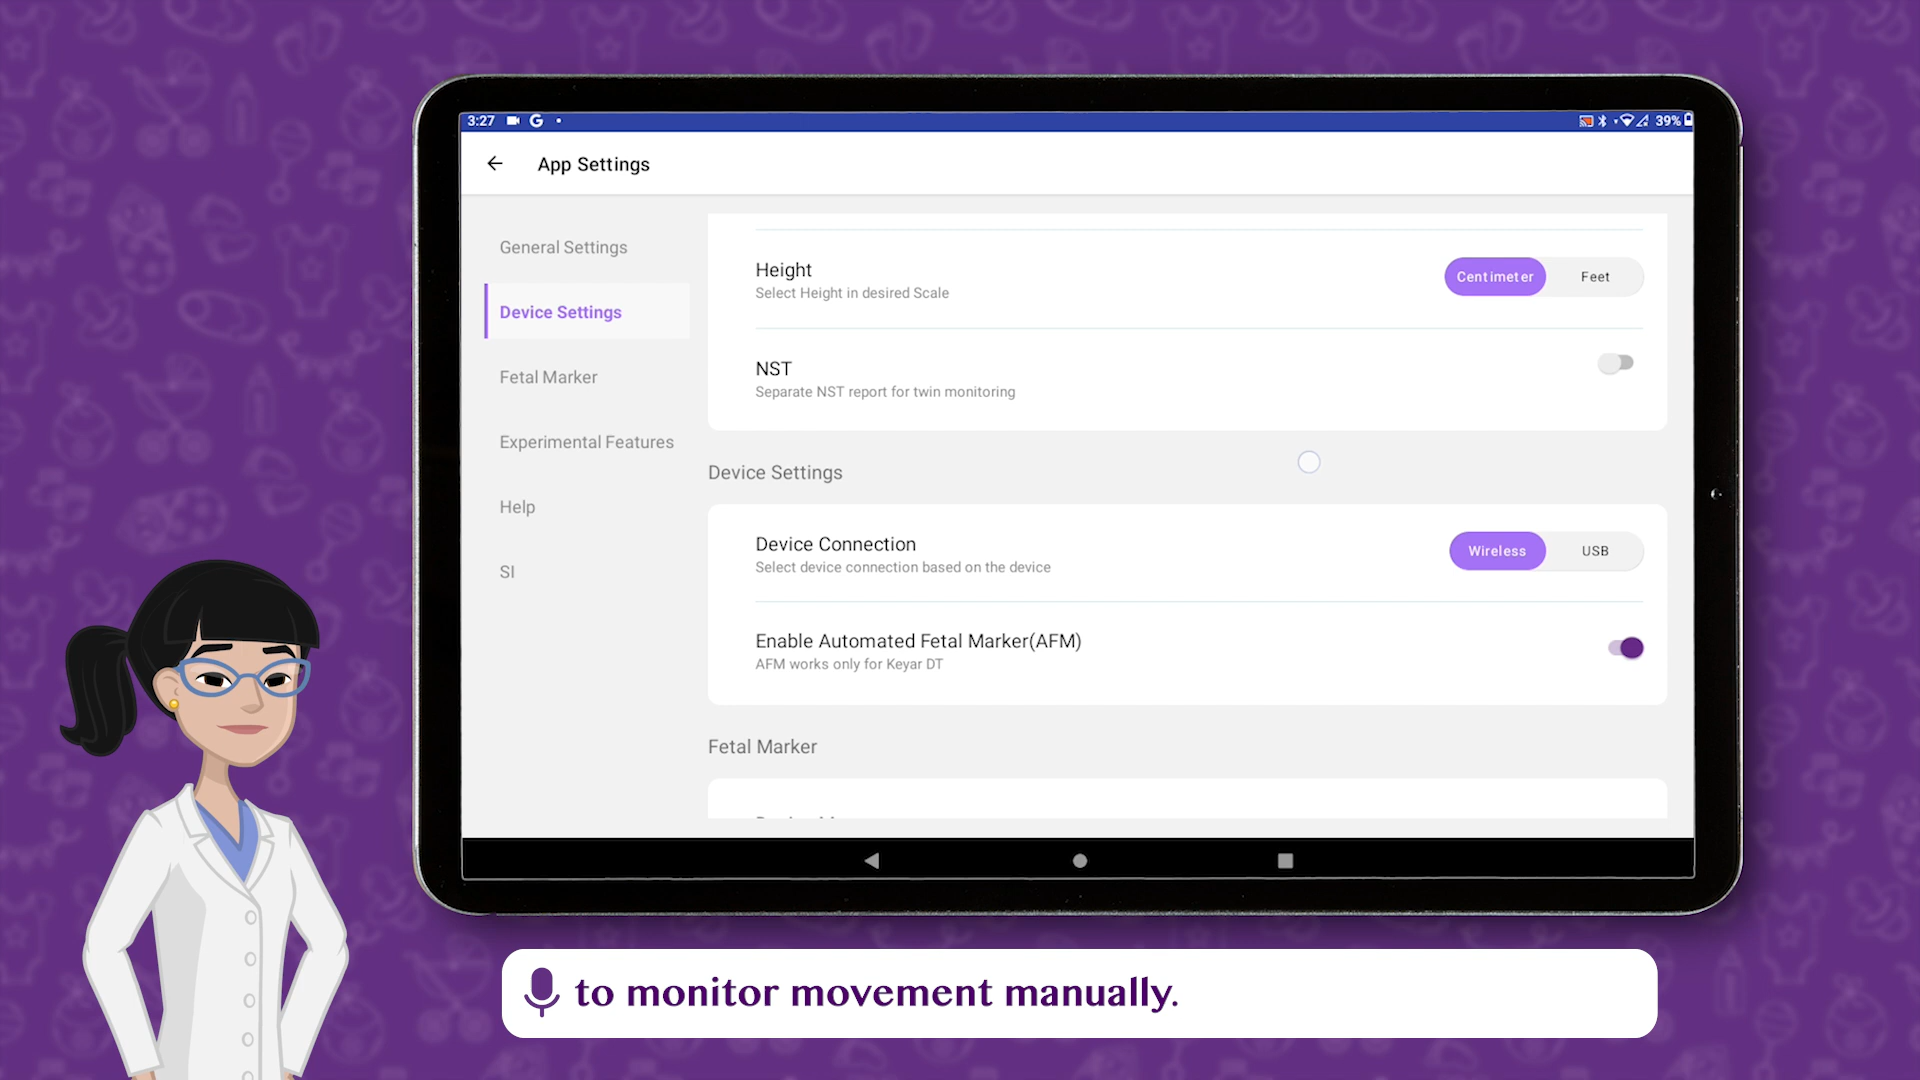 3:27
39%
App Settings
General Settings
Device Settings
Fetal Marker
Experimental Features
Help
SI
Height
Select Height in desired Scale
Centimeter
Feet
NST
Separate NST report for twin monitoring
Device Settings
Device Connection
Select device connection based on the device
Wireless
USB
Enable Automated Fetal Marker(AFM)
AFM works only for Keyar DT
Fetal Marker
to monitor movement manually.